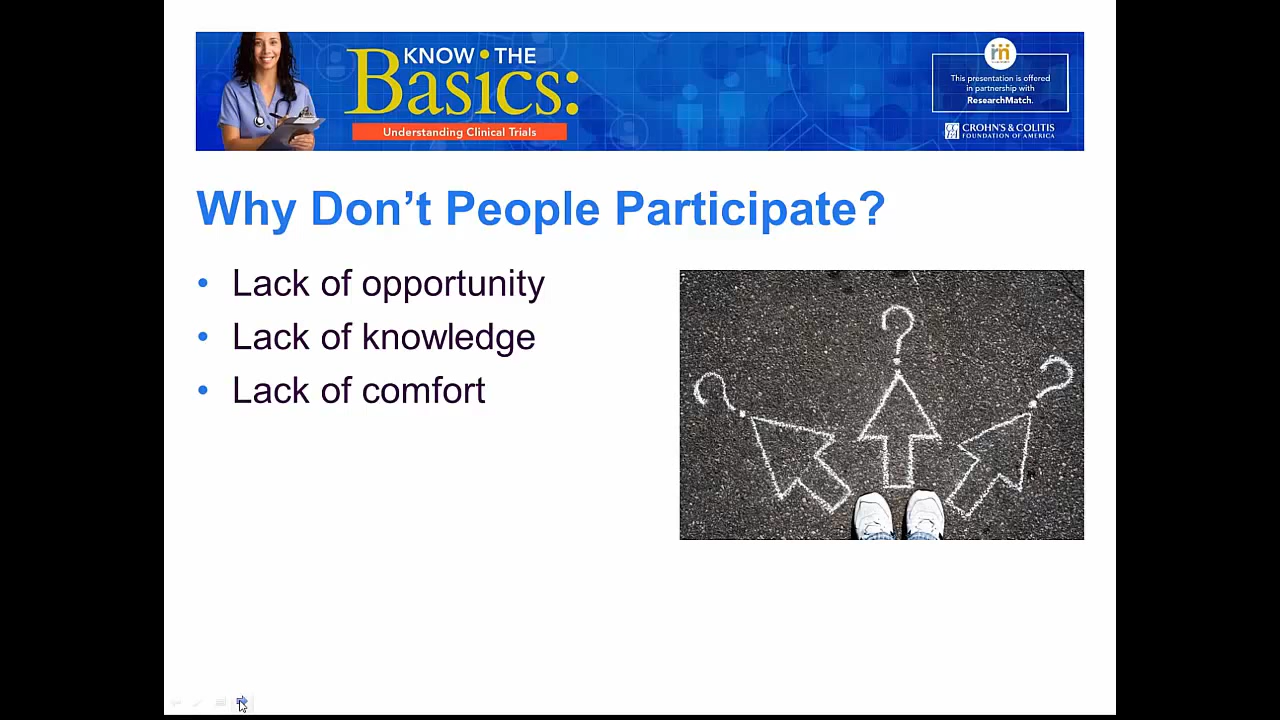 KNOW • THE
Basics:
Understanding Clinical Trials
This presentation is offered
in partnership with
ResearchMatch.
CROHN'S & COLITIS
FOUNDATION OF AMERICA
Why Don't People Participate?
• Lack of opportunity
• Lack of knowledge
• Lack of comfort
? ? ?